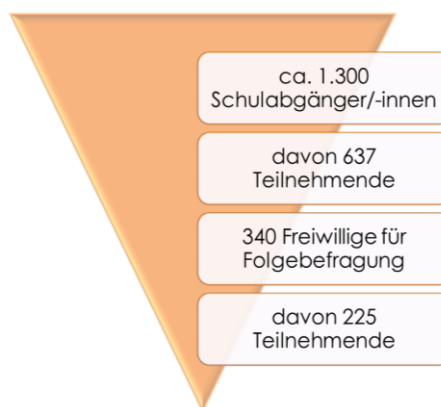 ca. 1.300
Schulabgänger/-innen
davon 637
Teilnehmende
340 Freiwillige für
Folgebefragung
davon 225
Teilnehmende